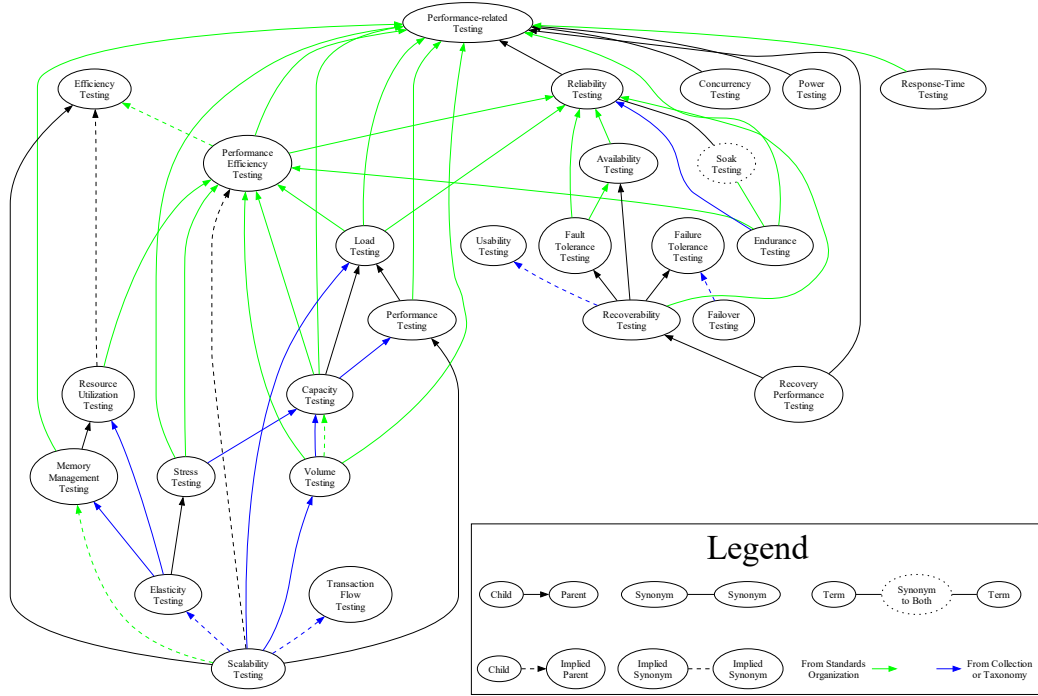 Performance-related
Testing
Efficiency
Testing
Reliability
Testing
Concurrency
Testing
Power
Testing
Response-Time
Testing
Performance
Efficiency
Testing
Availability
Testing
Soak
Testing
Load
Testing
Usability
Testing
Fault
Tolerance
Testing
Failure
Tolerance
Testing
Endurance
Testing
Performance
Testing
Recoverability
Testing
Failover
Testing
Resource
Utilization
Testing
Capacity
Testing
Recovery
Performance
Testing
Memory
Management
Testing
Stress
Testing
Volume
Testing
Elasticity
Testing
Transaction
Flow
Testing
Scalability
Testing
Legend
Child
Parent
Synonym
Synonym
Term
Synonym
to Both
Term
Child
Implied
Parent
Implied
Synonym
Implied
Synonym
From Standards
Organization
From Collection
or Taxonomy